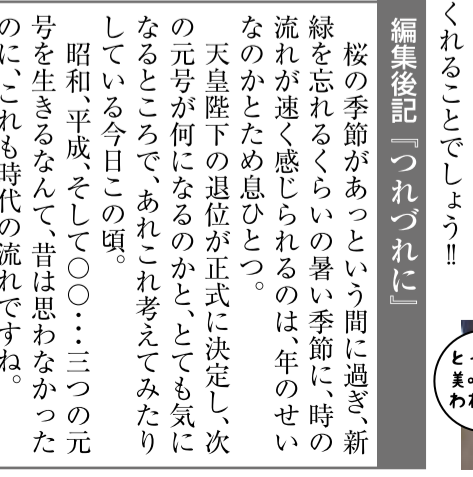 くれることでしょう!!
編集後記『つれづれに』
桜の季節があっという間に過ぎ、新
緑を忘れるくらいの暑い季節に、時の
流れが速く感じられるのは、年のせい
なのかとため息ひとつ。
天皇陛下の退位が正式に決定し、次
の元号が何になるのかと、とても気に
なるところで、あれこれ考えてみたり
している今日この頃。
昭和、平成、そして〇〇・・・三つの元
号を生きるなんて、昔は思わなかった
のに、これも時代の流れですね。